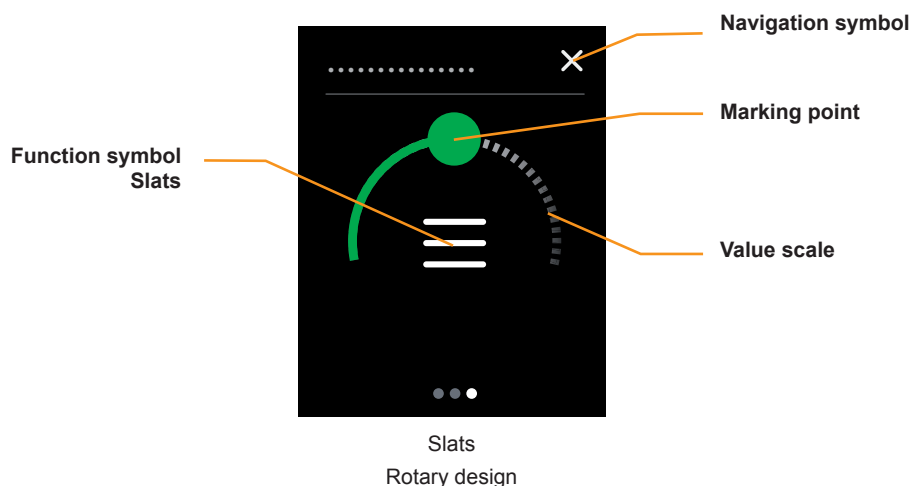 Navigation symbol
Marking point
Function symbol
Slats
Value scale
Slats
Rotary design